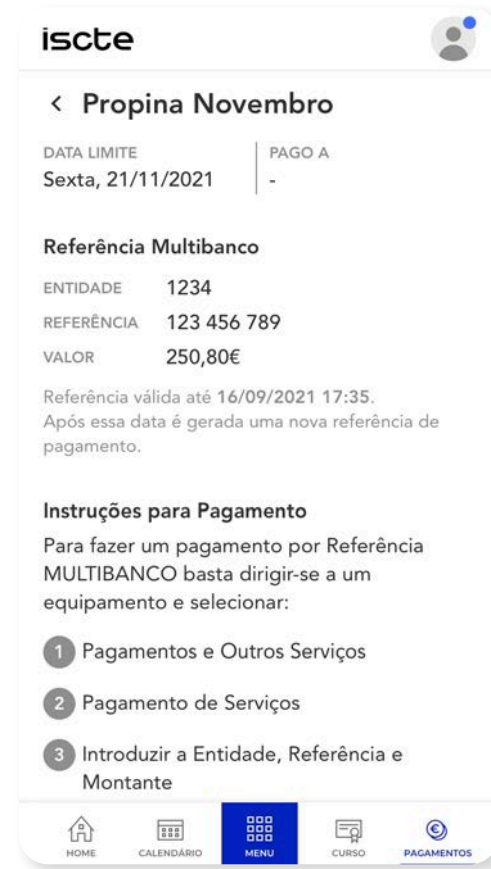 iscte
< Propina Novembro
DATA LIMITE
Sexta, 21/11/2021
PAGO A
-
Referência Multibanco
ENTIDADE 1234
REFERÊNCIA 123 456 789
VALOR 250,80€
Referência válida até 16/09/2021 17:35.
Após essa data é gerada uma nova referência de
pagamento.
Instruções para Pagamento
Para fazer um pagamento por Referência
MULTIBANCO basta dirigir-se a um
equipamento e selecionar:
1 Pagamentos e Outros Serviços
2 Pagamento de Serviços
3 Introduzir a Entidade, Referência e
Montante
HOME CALENDÁRIO MENU CURSO PAGAMENTOS